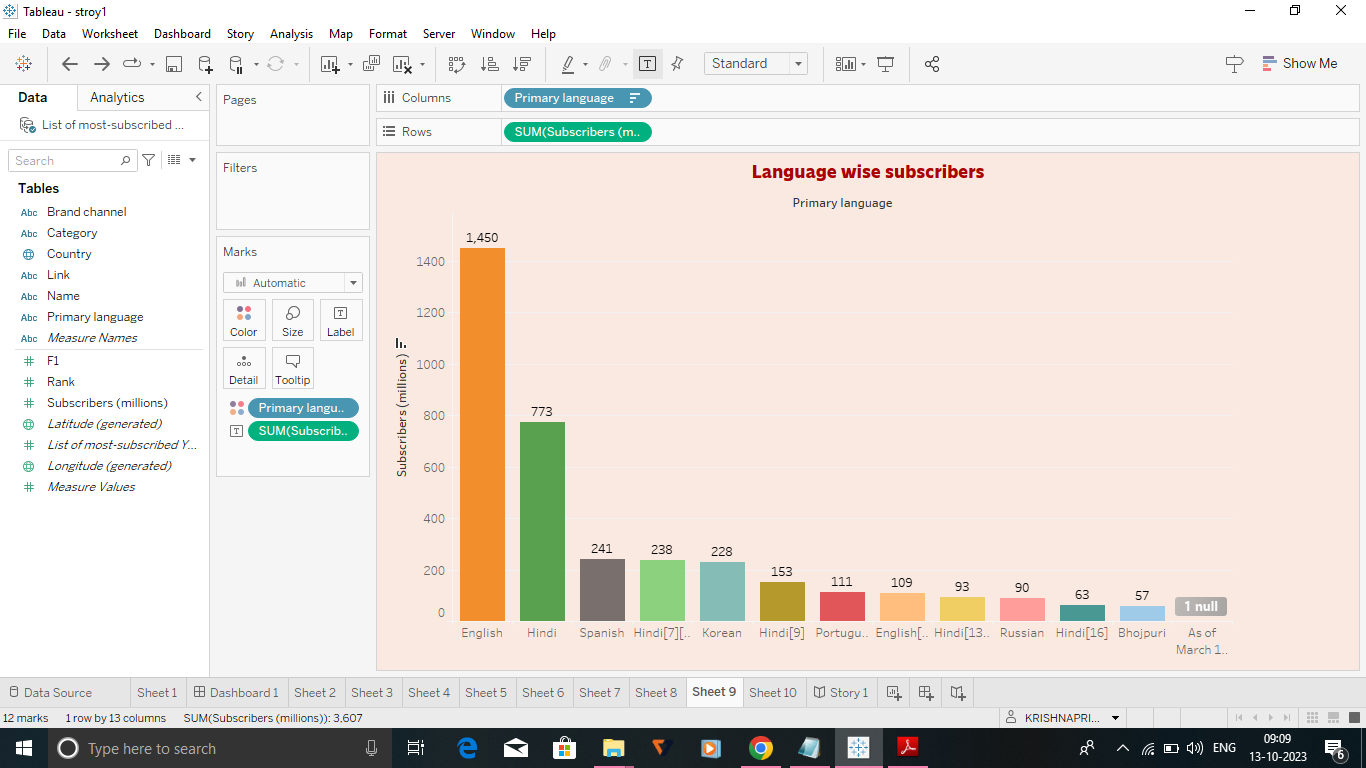 Tableau - stroy1
File Data Worksheet Dashboard Story Analysis Map Format Server Window Help
Standard
Show Me
Data
Analytics
List of most-subscribed ...
Search
Tables
Abc Brand channel
Abc Category
Country
Abc Link
Abc Name
Abc Primary language
Abc Measure Names
F1
Rank
Subscribers (millions)
Latitude (generated)
List of most-subscribed Y...
Longitude (generated)
Measure Values
Pages
Filters
Marks
Automatic
Color
Size
T
Label
Detail
Tooltip
Primary langu..
T
SUM(Subscrib..
Columns
Primary language
Rows
SUM(Subscribers (m..
Language wise subscribers
Primary language
Subscribers (millions)
1400
1200
1000
800
600
400
200
0
1,450
773
241
238
228
153
111
109
93
90
63
57
1 null
English
Hindi
Spanish
Hindi[7][..
Korean
Hindi[9]
Portugu..
English[..
Hindi[13..
Russian
Hindi[16]
Bhojpuri
As of
March 1..
Data Source
Sheet 1
Dashboard 1
Sheet 2
Sheet 3
Sheet 4
Sheet 5
Sheet 6
Sheet 7
Sheet 8
Sheet 9
Sheet 10
Story 1
12 marks
1 row by 13 columns
SUM(Subscribers (millions)): 3,607
KRISHNAPRI...
Type here to search
ENG
09:09
13-10-2023
6